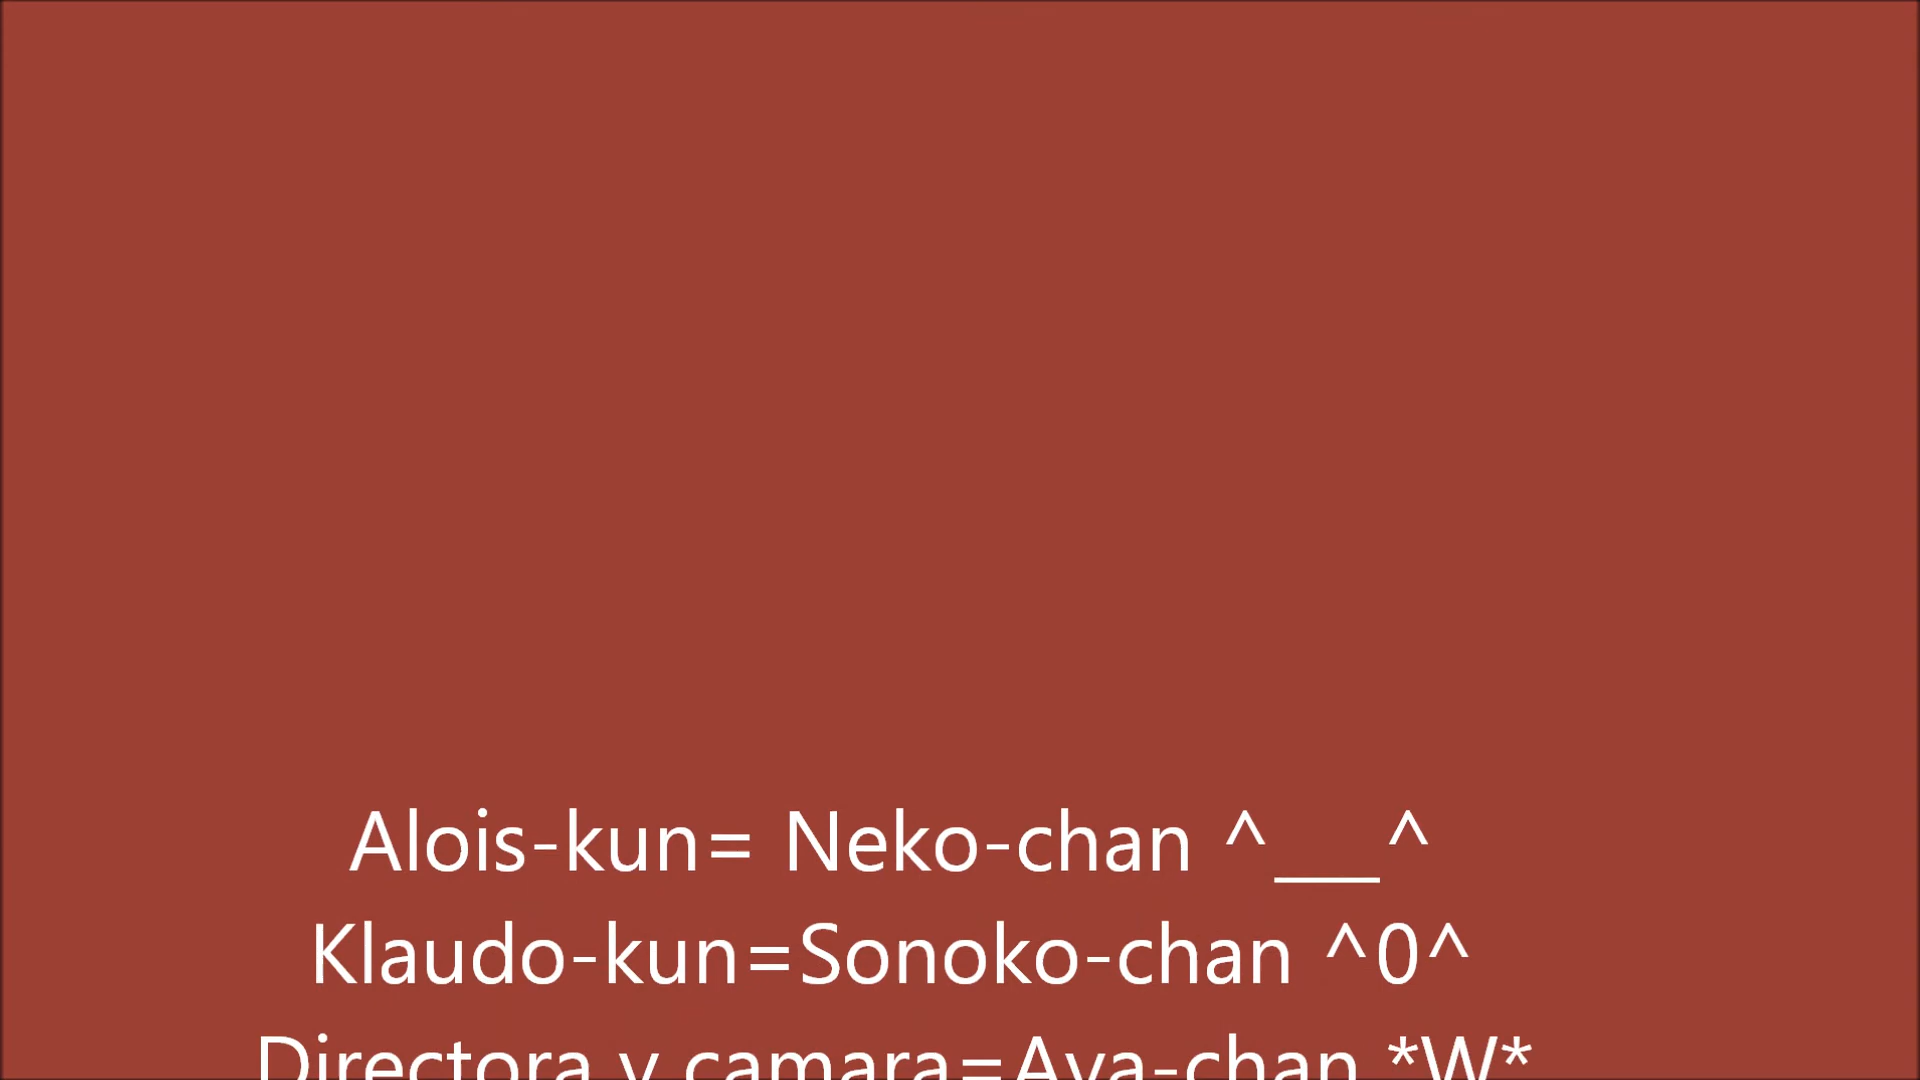 Alois-kun= Neko-chan ^___^
Klaudo-kun=Sonoko-chan ^0^
Directora y camara=Aya-chan *W*